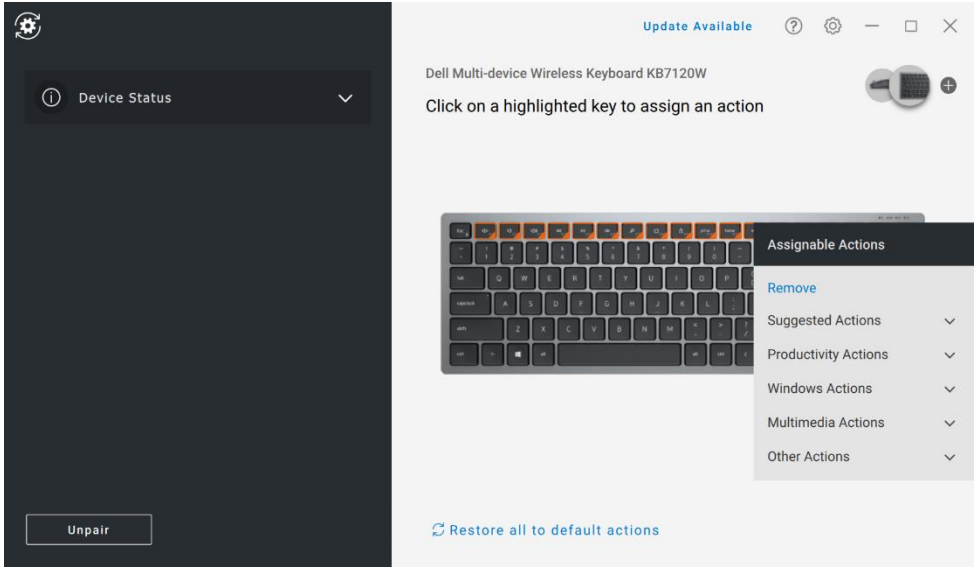 Update Available
Device Status
Dell Multi-device Wireless Keyboard KB7120W
Click on a highlighted key to assign an action
Q W E R T Y U I O P
A S D F G H J K L
Z X C V B N M
Assignable Actions
Remove
Suggested Actions
Productivity Actions
Windows Actions
Multimedia Actions
Other Actions
Unpair
Restore all to default actions